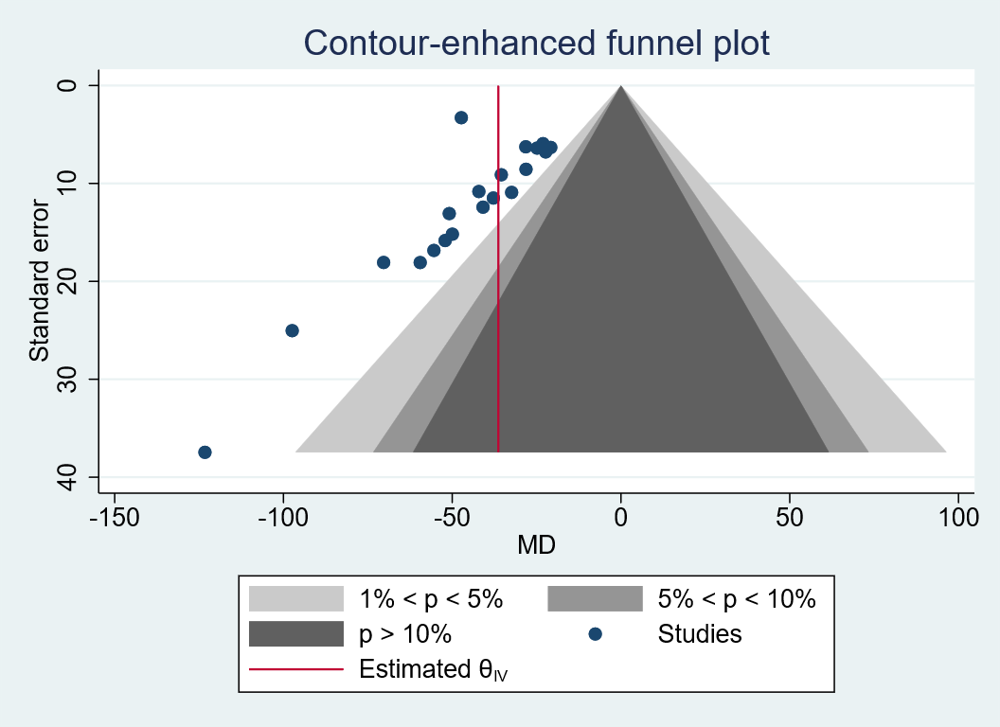 Contour-enhanced funnel plot
Standard error
0
10
20
30
40
-150 -100 -50 0 50 100
MD
1% < p < 5% 5% < p < 10%
p > 10% Studies
Estimated θIV